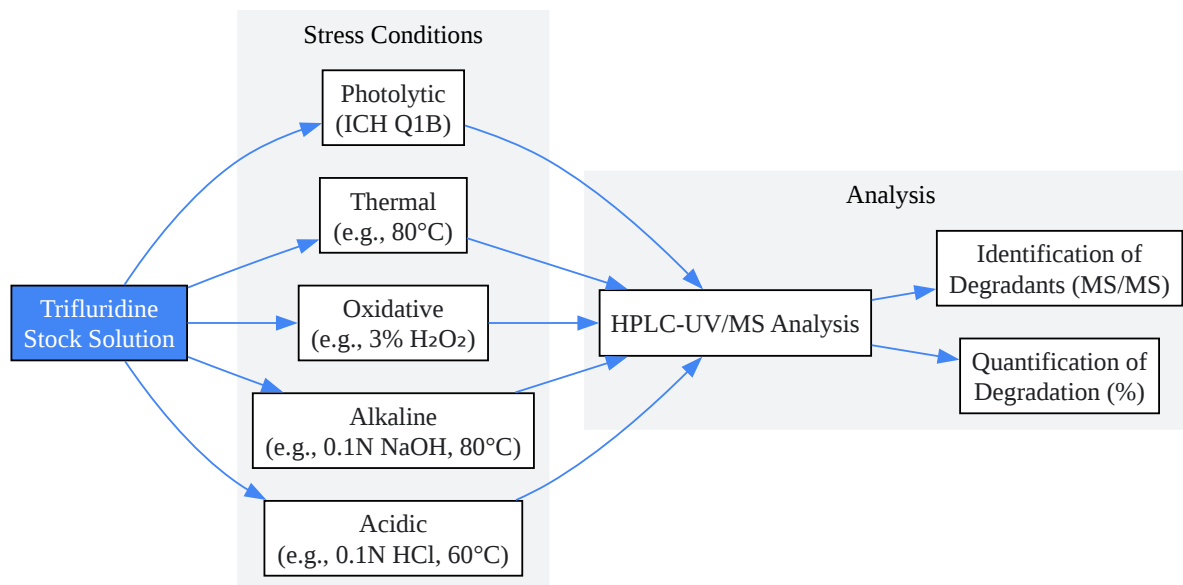 Stress Conditions
Photolytic
(ICH Q1B)
Thermal
(e.g., 80°C)
Oxidative
(e.g., 3% H₂O₂)
Alkaline
(e.g., 0.1N NaOH, 80°C)
Acidic
(e.g., 0.1N HCl, 60°C)
Trifluridine
Stock Solution
Analysis
HPLC-UV/MS Analysis
Identification of
Degradants (MS/MS)
Quantification of
Degradation (%)